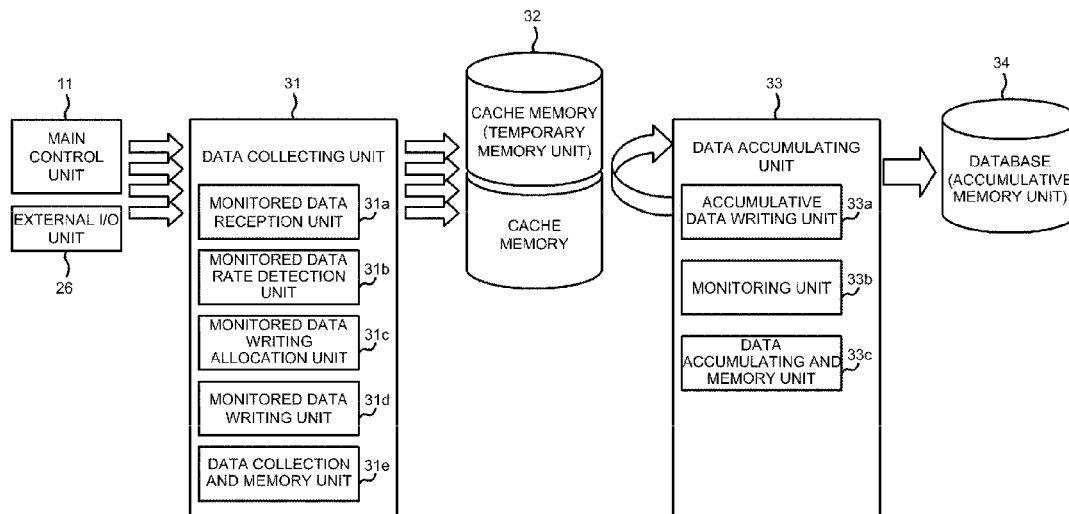 11
MAIN
CONTROL
UNIT
EXTERNAL I/O
UNIT
26
31
DATA COLLECTING UNIT
MONITORED DATA
RECEPTION UNIT
31a
MONITORED DATA
RATE DETECTION
UNIT
31b
MONITORED DATA
WRITING
ALLOCATION UNIT
31c
MONITORED DATA
WRITING UNIT
31d
DATA COLLECTION
AND MEMORY UNIT
31e
32
CACHE MEMORY
(TEMPORARY
MEMORY UNIT)
CACHE
MEMORY
33
DATA ACCUMULATING
UNIT
ACCUMULATIVE
DATA WRITING UNIT
33a
MONITORING UNIT
33b
DATA
ACCUMULATING AND
MEMORY UNIT
33c
34
DATABASE
(ACCUMULATIVE
MEMORY UNIT)